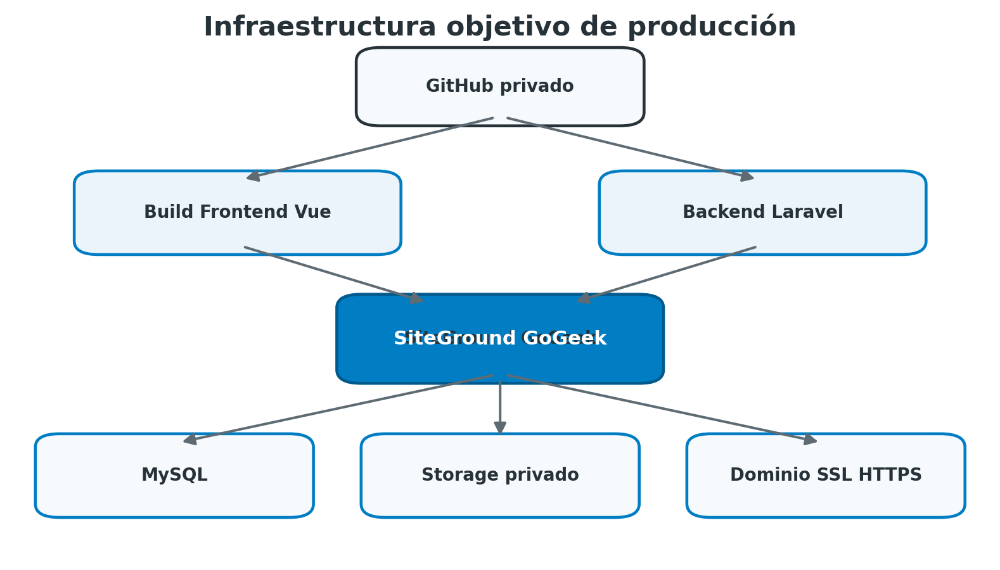 Infraestructura objetivo de producción
GitHub privado
Build Frontend Vue
Backend Laravel
SiteGround GoGeek
MySQL
Storage privado
Dominio SSL HTTPS